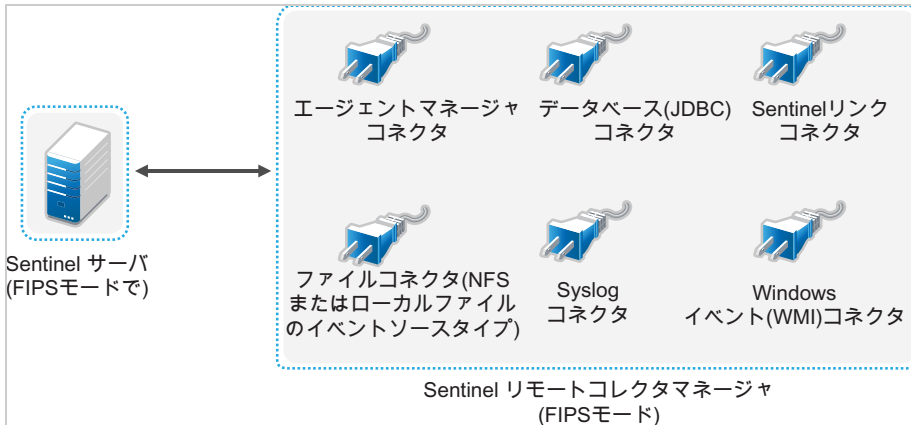 エージェントマネージャ
コネクタ
データベース(JDBC)
コネクタ
Sentinelリンク
コネクタ
Sentinel サーバ
(FIPSモードで)
ファイルコネクタ(NFS
またはローカルファイル
のイベントソースタイプ)
Syslog
コネクタ
Windows
イベント(WMI)コネクタ
Sentinel リモートコレクタマネージャ
(FIPSモード)